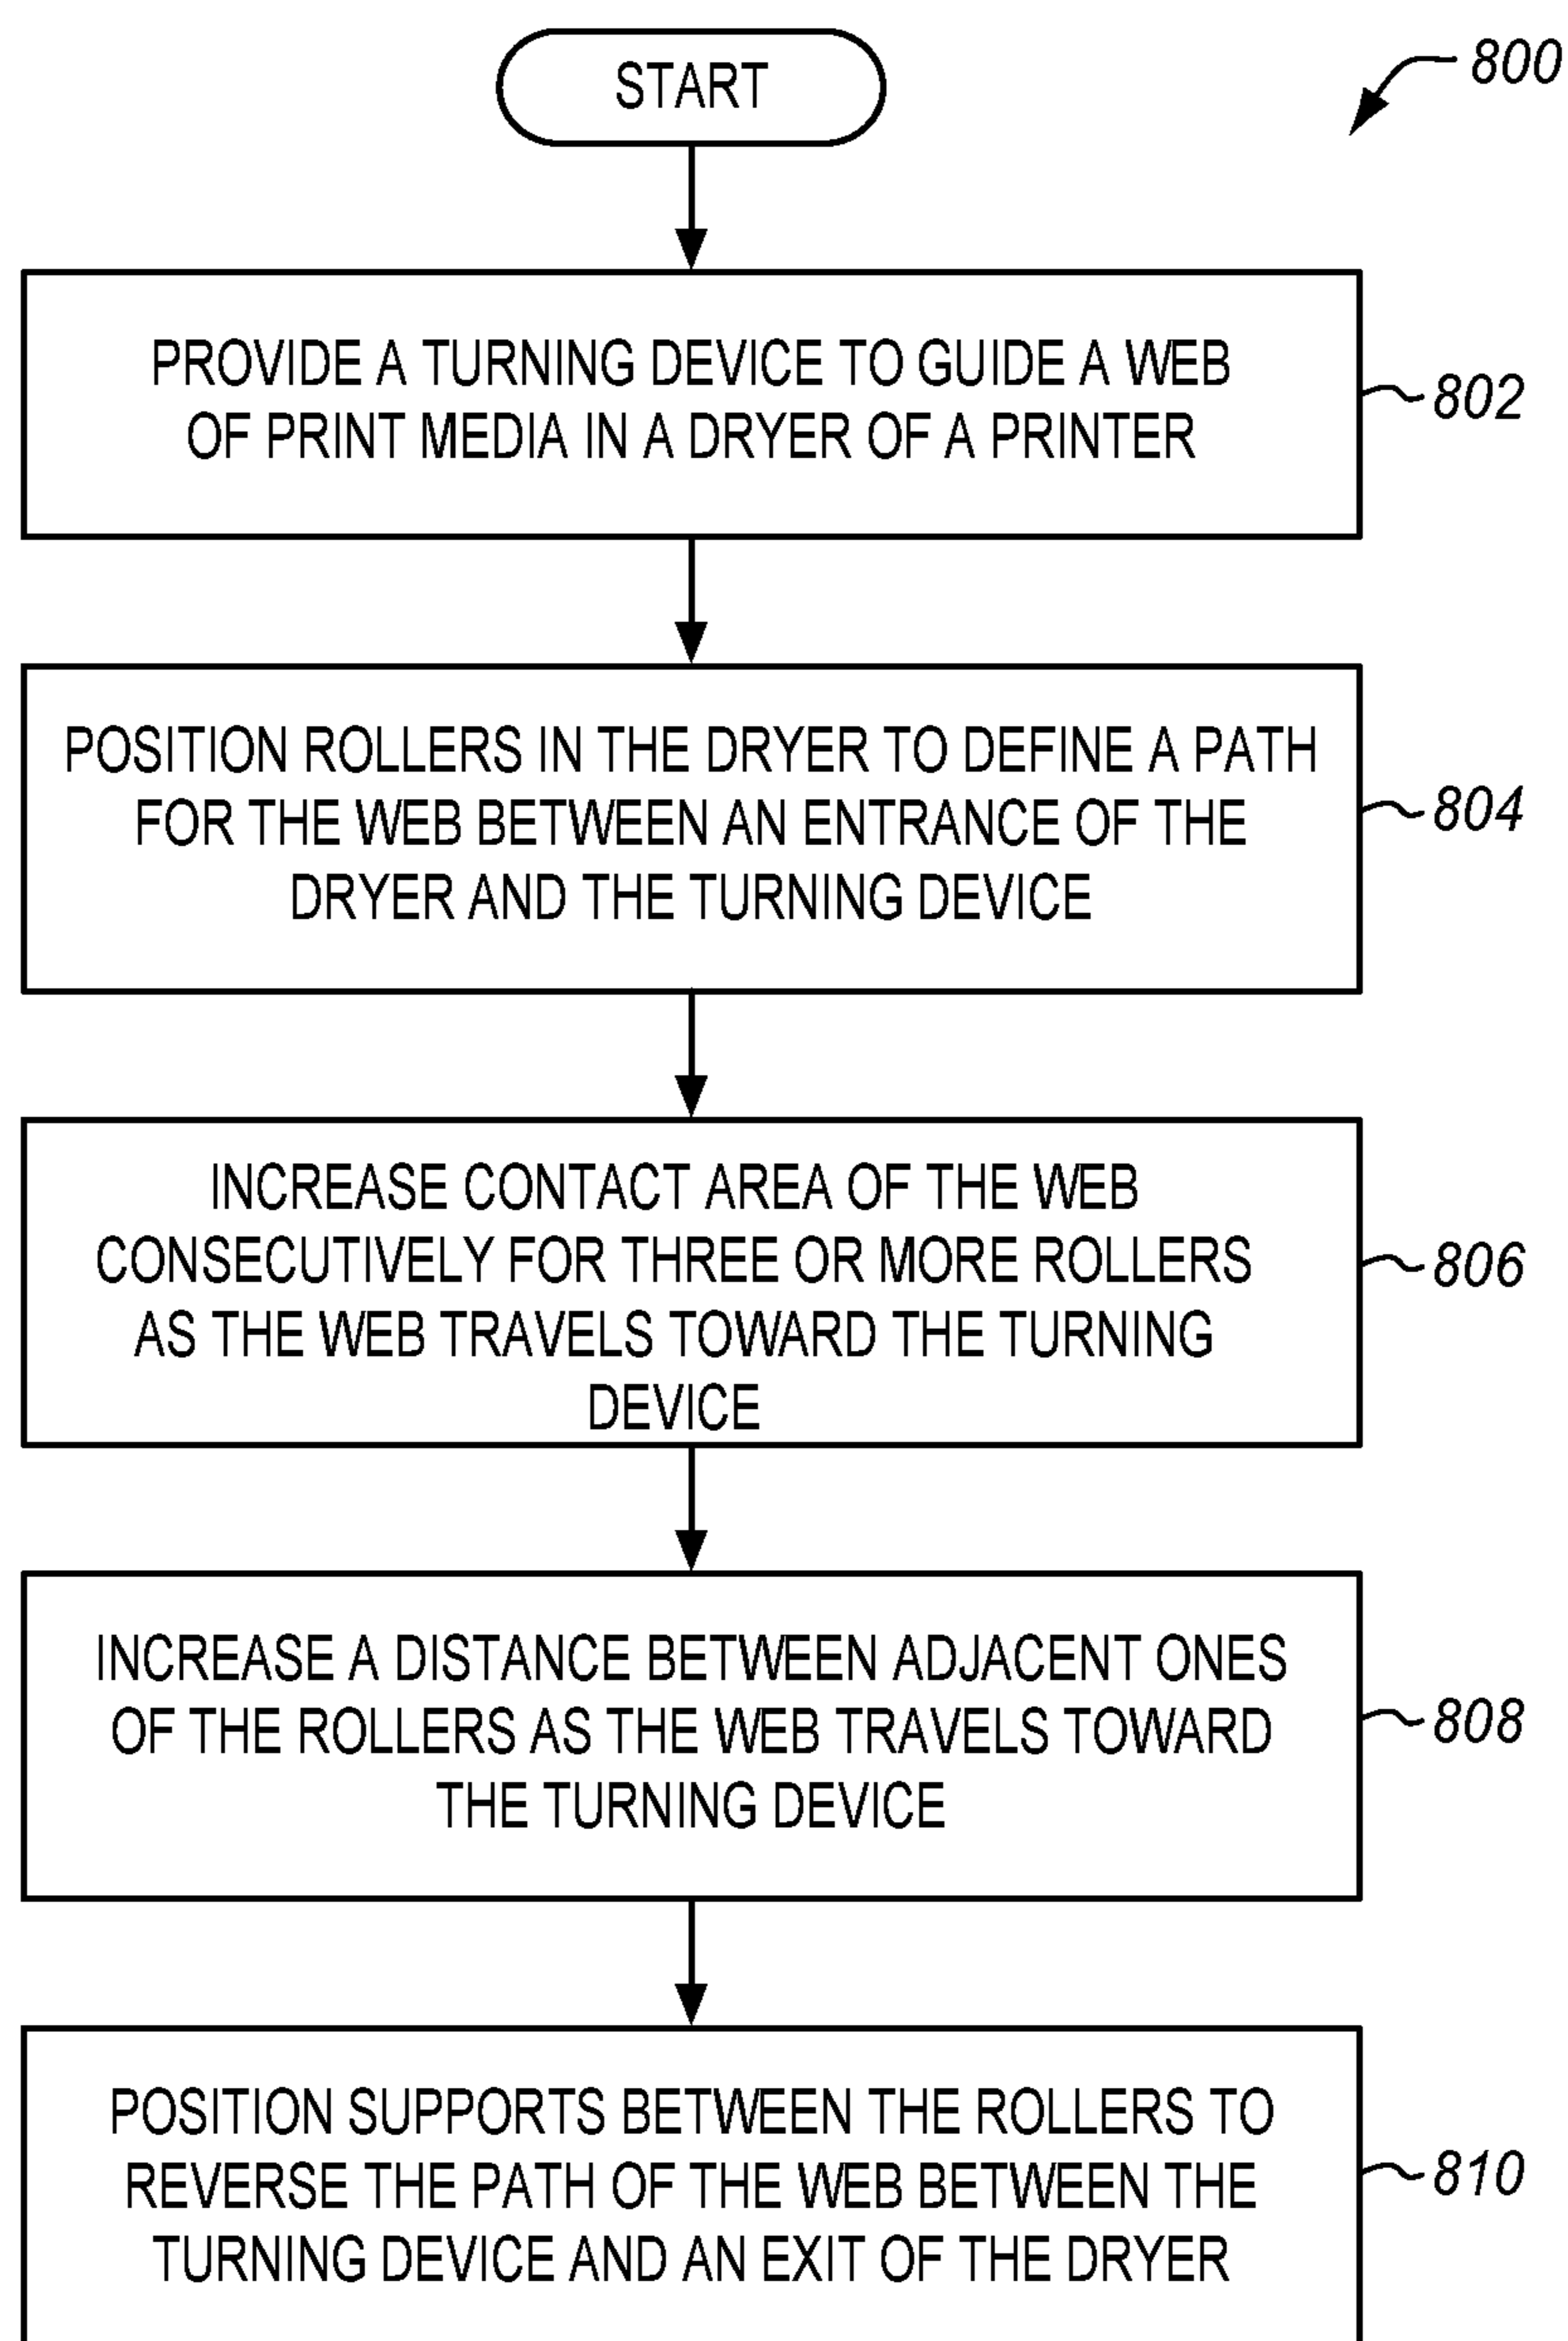 START
800
PROVIDE A TURNING DEVICE TO GUIDE A WEB
OF PRINT MEDIA IN A DRYER OF A PRINTER
802
POSITION ROLLERS IN THE DRYER TO DEFINE A PATH
FOR THE WEB BETWEEN AN ENTRANCE OF THE
DRYER AND THE TURNING DEVICE
804
INCREASE CONTACT AREA OF THE WEB
CONSECUTIVELY FOR THREE OR MORE ROLLERS
AS THE WEB TRAVELS TOWARD THE TURNING
DEVICE
806
INCREASE A DISTANCE BETWEEN ADJACENT ONES
OF THE ROLLERS AS THE WEB TRAVELS TOWARD
THE TURNING DEVICE
808
POSITION SUPPORTS BETWEEN THE ROLLERS TO
REVERSE THE PATH OF THE WEB BETWEEN THE
TURNING DEVICE AND AN EXIT OF THE DRYER
810